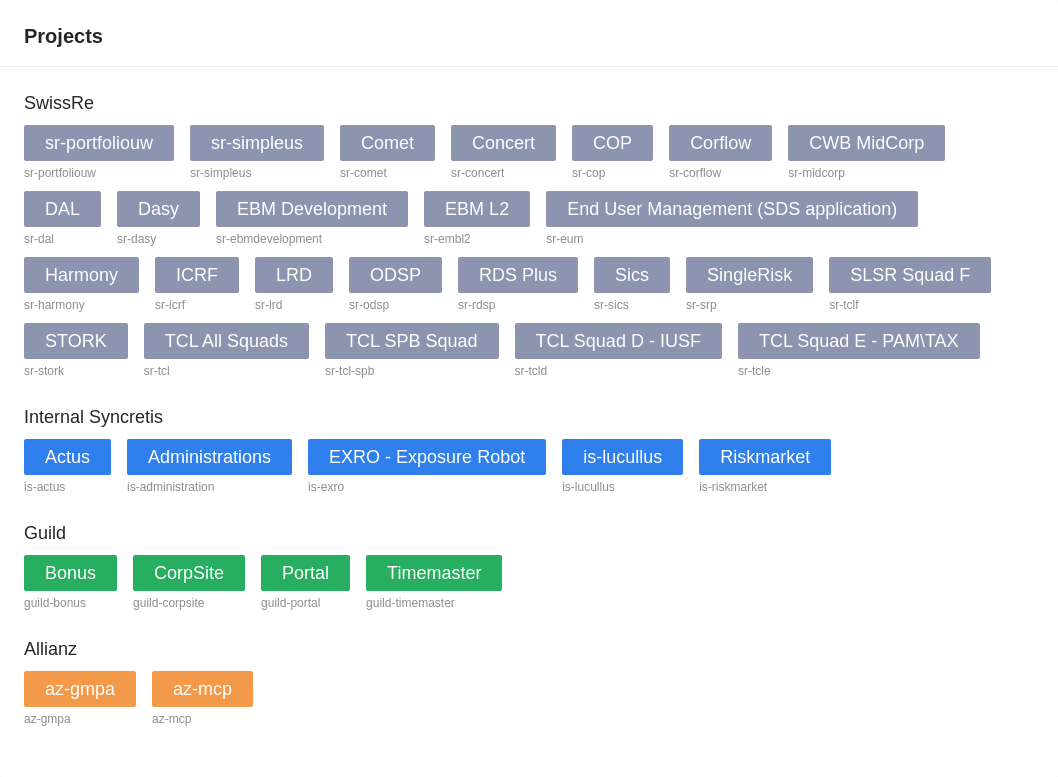 Projects
SwissRe
sr-portfoliouw sr-simpleus Comet Concert COP Corflow CWB MidCorp
sr-portfoliouw sr-simpleus sr-comet sr-concert sr-cop sr-corflow sr-midcorp
DAL Dasy EBM Development EBM L2 End User Management (SDS application)
sr-dal sr-dasy sr-ebmdevelopment sr-embl2 sr-eum
Harmony ICRF LRD ODSP RDS Plus Sics SingleRisk SLSR Squad F
sr-harmony sr-icrf sr-lrd sr-odsp sr-rdsp sr-sics sr-srp sr-tclf
STORK TCL All Squads TCL SPB Squad TCL Squad D - IUSF TCL Squad E - PAM\TAX
sr-stork sr-tcl sr-tcl-spb sr-tcld sr-tcle
Internal Syncretis
Actus Administrations EXRO - Exposure Robot is-lucullus Riskmarket
is-actus is-administration is-exro is-lucullus is-riskmarket
Guild
Bonus CorpSite Portal Timemaster
guild-bonus guild-corpsite guild-portal guild-timemaster
Allianz
az-gmpa az-mcp
az-gmpa az-mcp